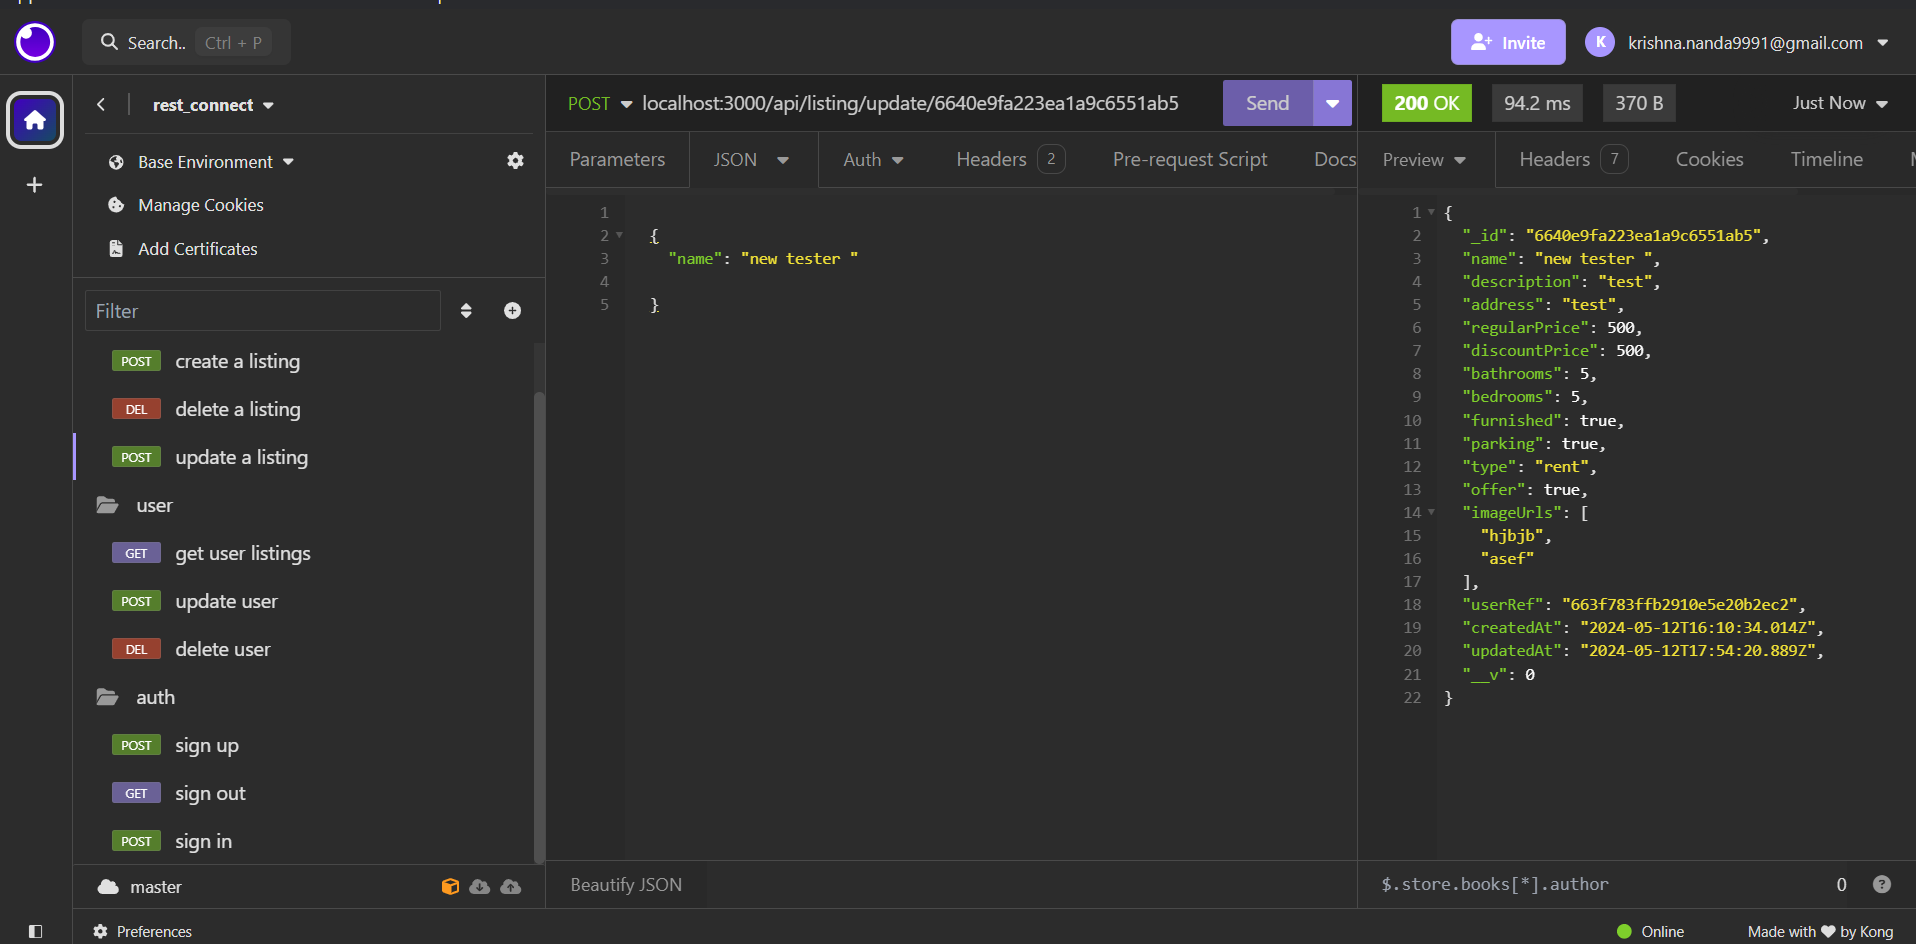 Search.. Ctrl + P
Invite
K krishna.nanda9991@gmail.com
rest_connect
Base Environment
Manage Cookies
Add Certificates
Filter
POST create a listing
DEL delete a listing
POST update a listing
user
GET get user listings
POST update user
DEL delete user
auth
POST sign up
GET sign out
POST sign in
master
Preferences
POST localhost:3000/api/listing/update/6640e9fa223ea1a9c6551ab5 Send
Parameters JSON Auth Headers 2 Pre-request Script Docs
1
2 {
3 "name": "new tester "
4
5 }
Beautify JSON
200 OK 94.2 ms 370 B Just Now
Preview Headers 7 Cookies Timeline
1 {
2 "_id": "6640e9fa223ea1a9c6551ab5",
3 "name": "new tester ",
4 "description": "test",
5 "address": "test",
6 "regularPrice": 500,
7 "discountPrice": 500,
8 "bathrooms": 5,
9 "bedrooms": 5,
10 "furnished": true,
11 "parking": true,
12 "type": "rent",
13 "offer": true,
14 "imageUrls": [
15 "hjbjb",
16 "asef"
17 ],
18 "userRef": "663f783ffb2910e5e20b2ec2",
19 "createdAt": "2024-05-12T16:10:34.014Z",
20 "updatedAt": "2024-05-12T17:54:20.889Z",
21 "__v": 0
22 }
$.store.books[*].author 0 ?
Online Made with ❤ by Kong